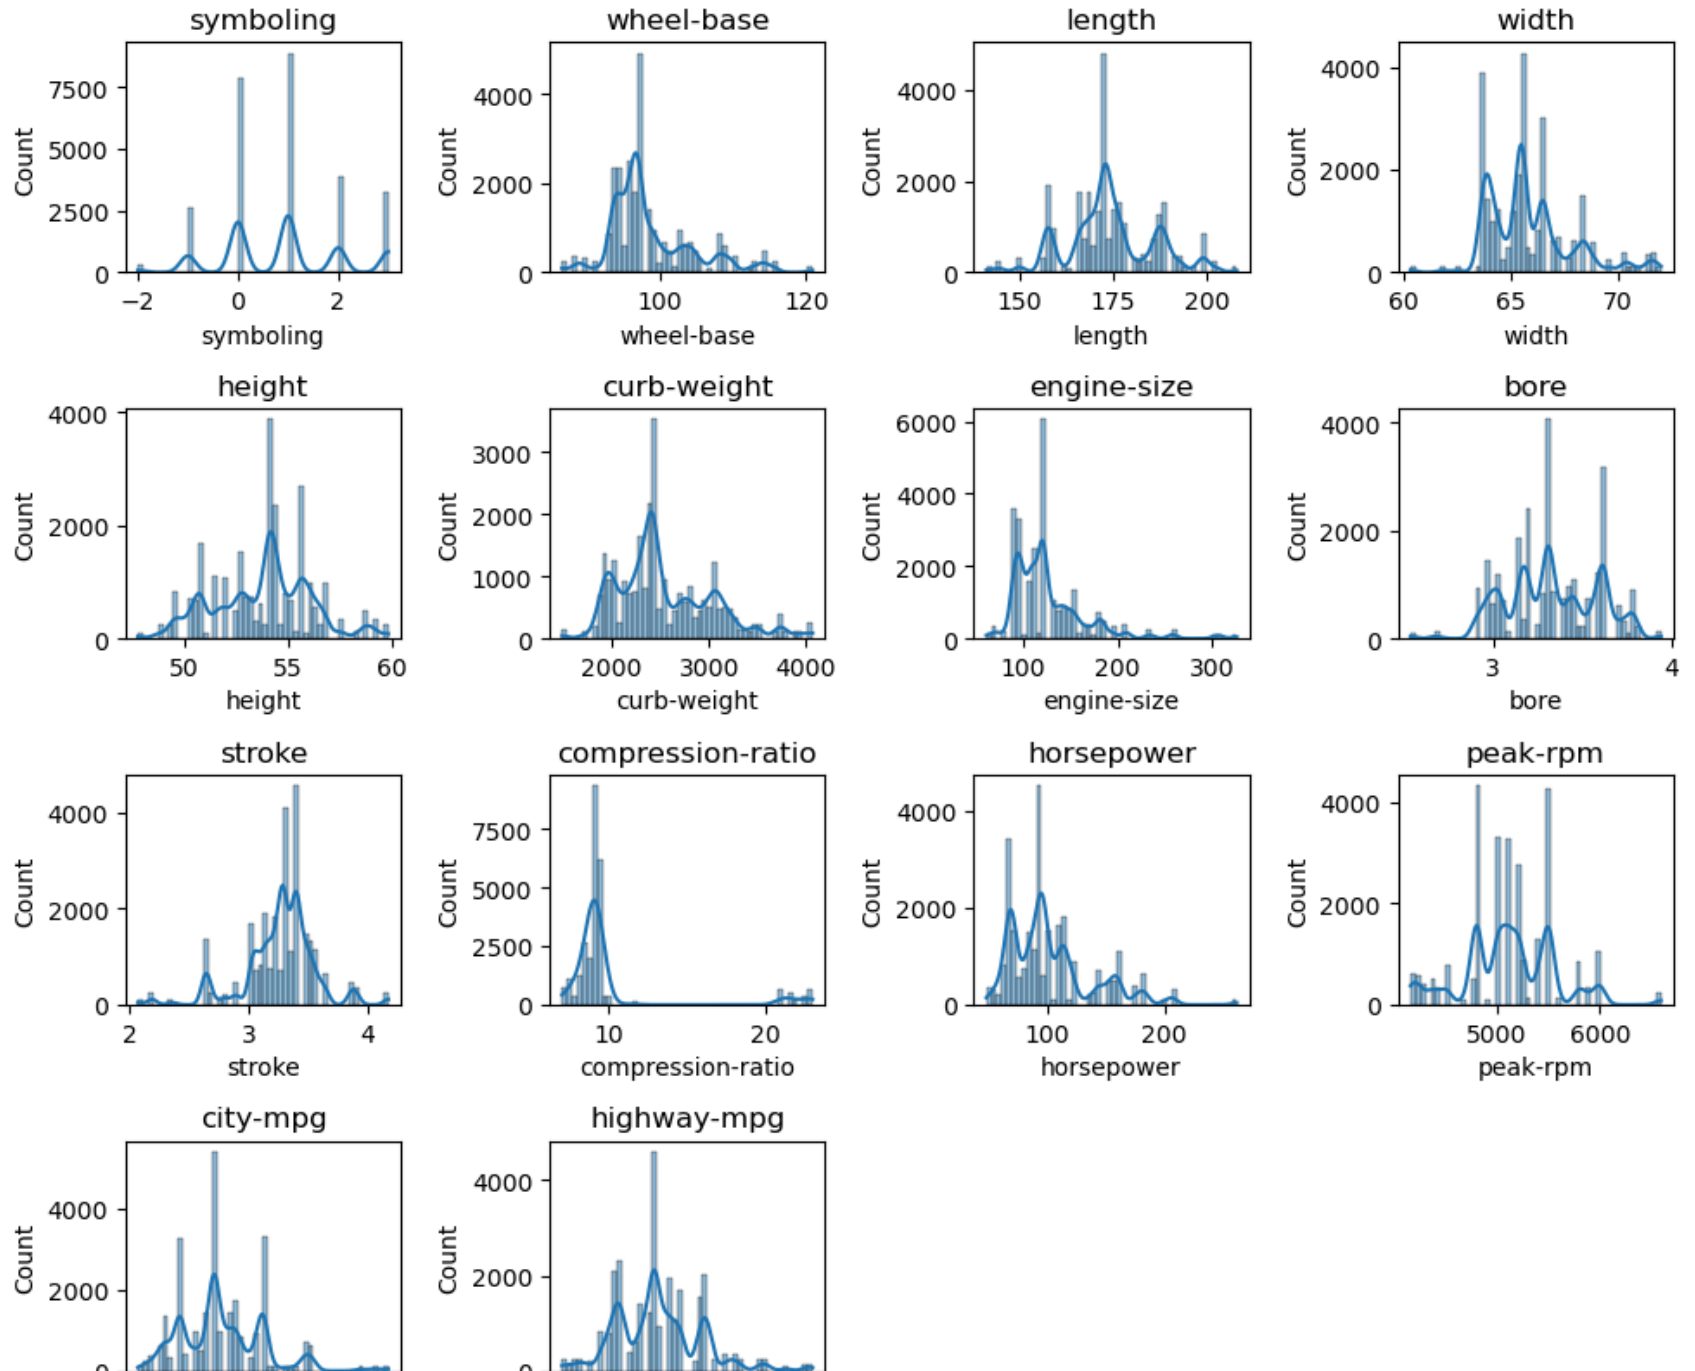 symboling wheel-base length width
7500 4000 4000 4000
5000
2500 2000 2000 2000
0 0 0 0
Count Count Count Count
−2 0 2 100 120 150 175 200 60 65 70
symboling wheel-base length width
height curb-weight engine-size bore
4000 3000 6000 4000
2000 2000 4000 2000
1000 2000
0 0 0 0
Count Count Count Count
50 55 60 2000 3000 4000 100 200 300 3 4
height curb-weight engine-size bore
stroke compression-ratio horsepower peak-rpm
4000 7500 4000 4000
5000
2000 2500 2000 2000
0 0 0 0
Count Count Count Count
2 3 4 10 20 100 200 5000 6000
stroke compression-ratio horsepower peak-rpm
city-mpg highway-mpg
4000 4000
2000 2000
0 0
Count Count